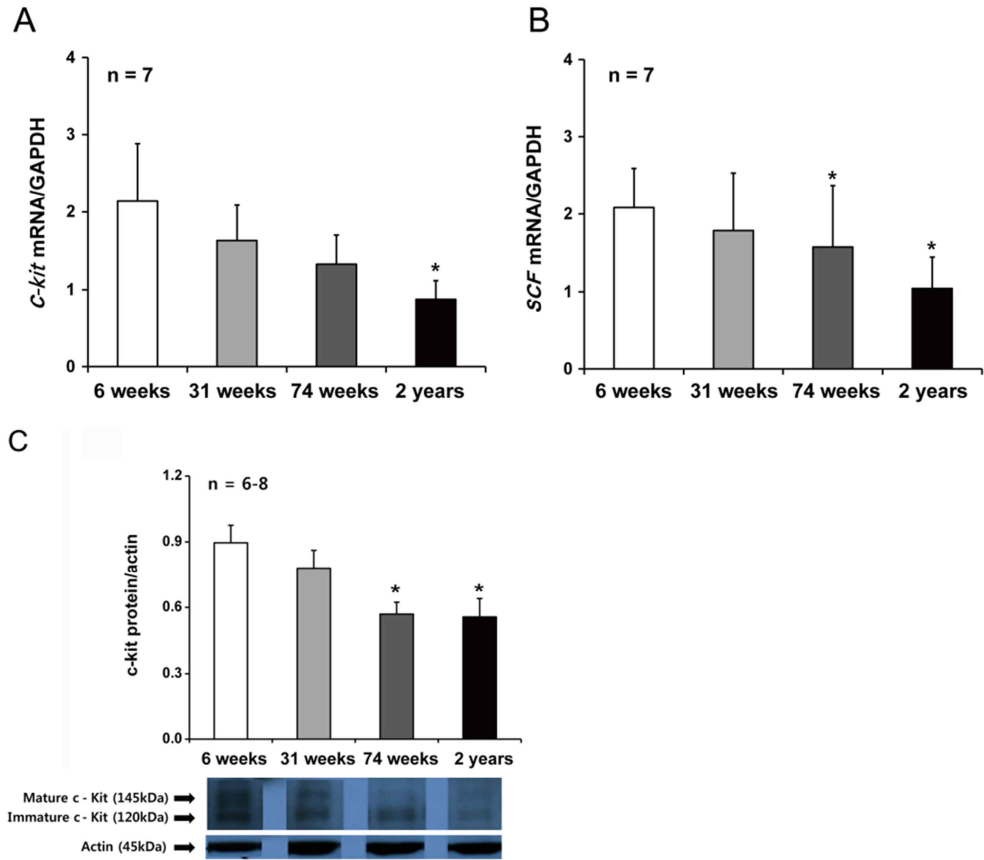 A
4
3
2
1
0
n = 7
C-kit mRNA/GAPDH
*
6 weeks 31 weeks 74 weeks 2 years
B
4
3
2
1
0
n = 7
SCF mRNA/GAPDH
*
*
6 weeks 31 weeks 74 weeks 2 years
C
1.2
0.9
0.6
0.3
0.0
n = 6-8
c-kit protein/actin
*
*
6 weeks 31 weeks 74 weeks 2 years
Mature c - Kit (145kDa)
Immature c - Kit (120kDa)
Actin (45kDa)